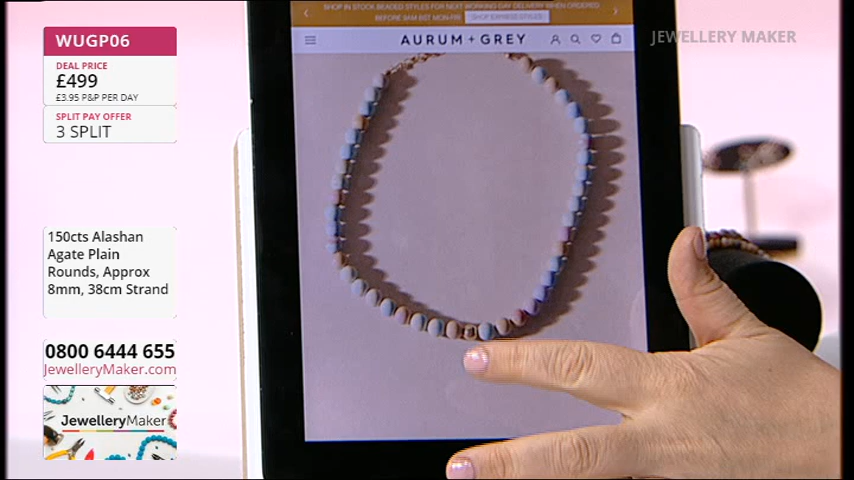 WUGP06
DEAL PRICE
£499
£3.95 P&P PER DAY
SPLIT PAY OFFER
3 SPLIT
150cts Alashan
Agate Plain
Rounds, Approx
8mm, 38cm Strand
0800 6444 655
JewelleryMaker.com
JewelleryMaker
SHOP IN STOCK BEADED STYLES FOR NEXT WORKING DAY DELIVERY WHEN ORDERED
BEFORE 9AM BST MON-FRI SHOP EXPRESS STYLES
AURUM + GREY
JEWELLERY MAKER